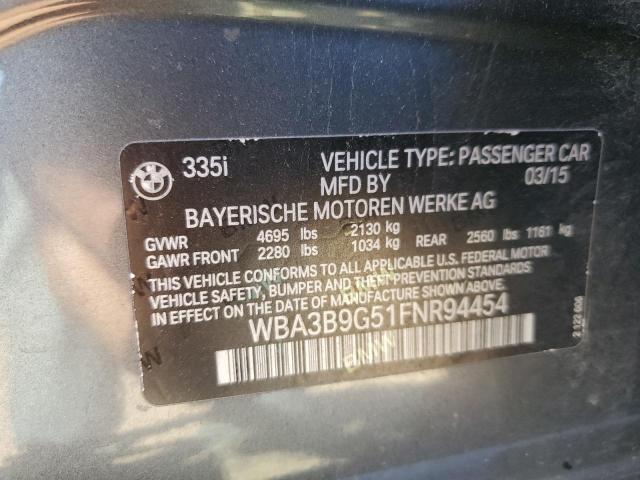 335i VEHICLE TYPE: PASSENGER CAR
MFD BY 03/15
BAYERISCHE MOTOREN WERKE AG
GVWR 4695 lbs 2130 kg
GAWR FRONT 2280 lbs 1034 kg REAR 2560 lbs 1161 kg
THIS VEHICLE CONFORMS TO ALL APPLICABLE U.S. FEDERAL MOTOR
VEHICLE SAFETY, BUMPER AND THEFT PREVENTION STANDARDS
IN EFFECT ON THE DATE OF MANUFACTURE SHOWN ABOVE.
WBA3B9G51FNR94454
BMW